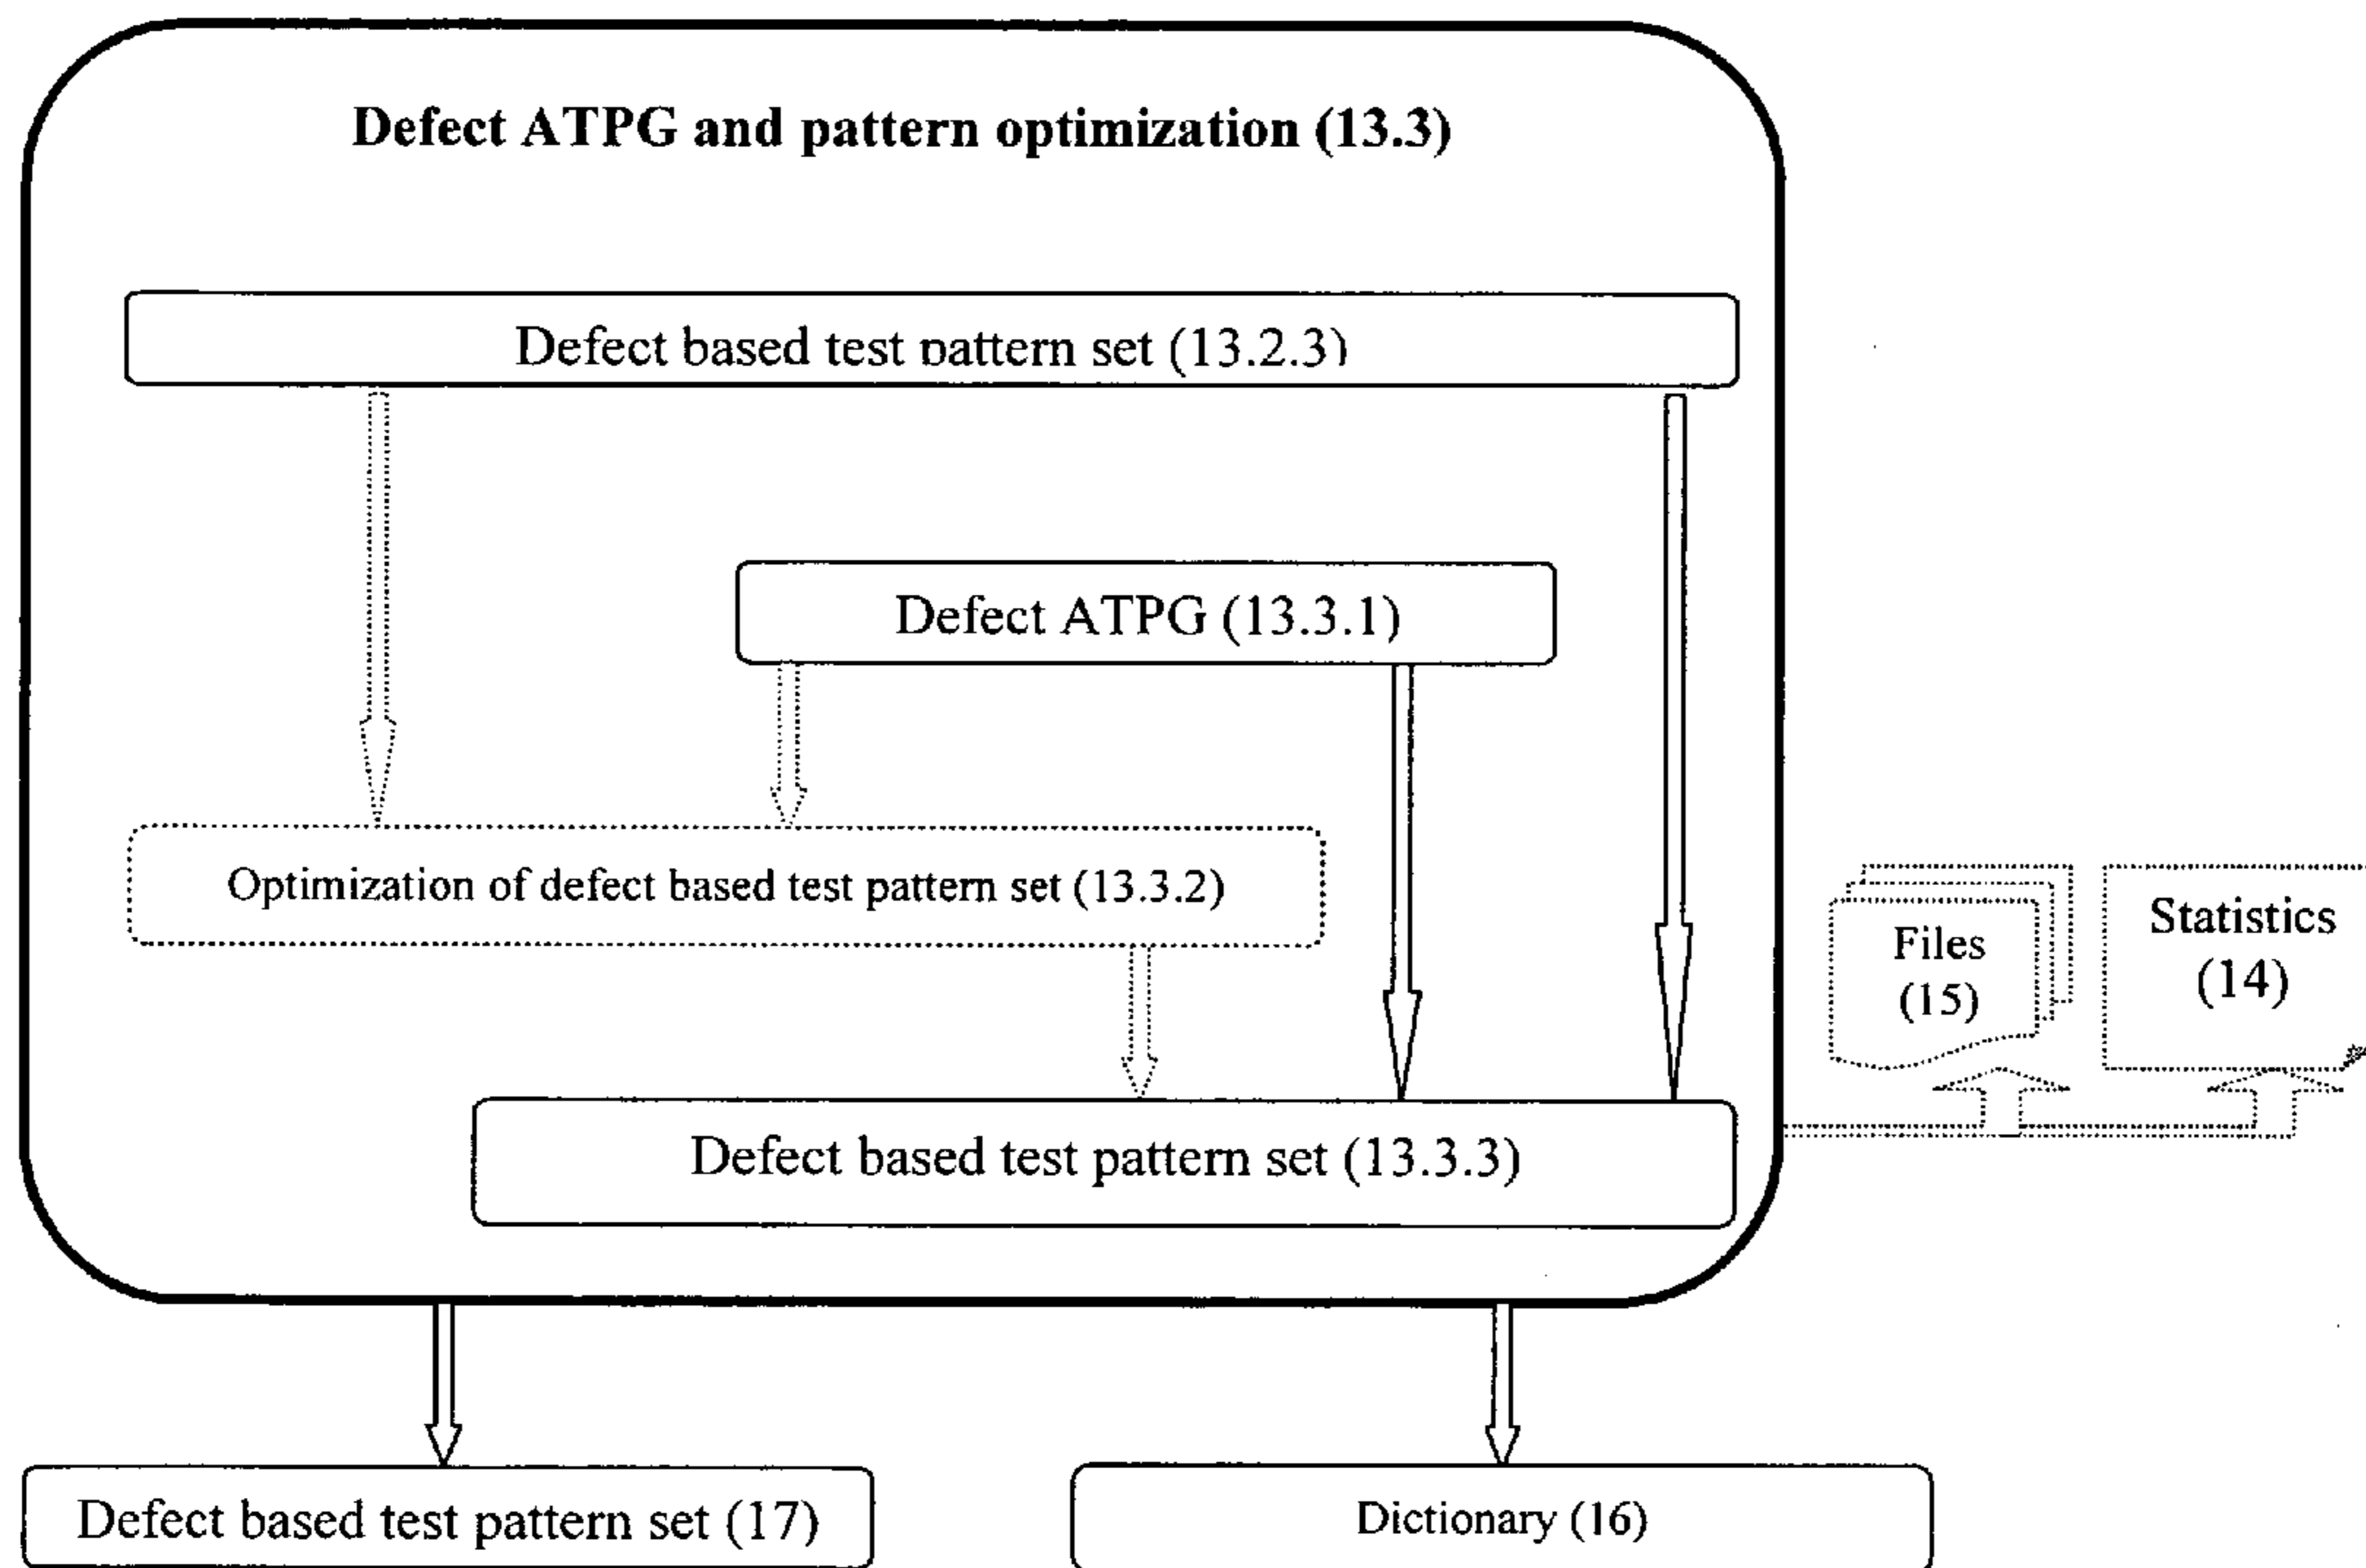 Defect ATPG and pattern optimization (13.3)
Defect based test pattern set (13.2.3)
Defect ATPG (13.3.1)
Optimization of defect based test pattern set (13.3.2)
Files
(15)
Statistics
(14)
Defect based test pattern set (13.3.3)
Defect based test pattern set (17)
Dictionary (16)